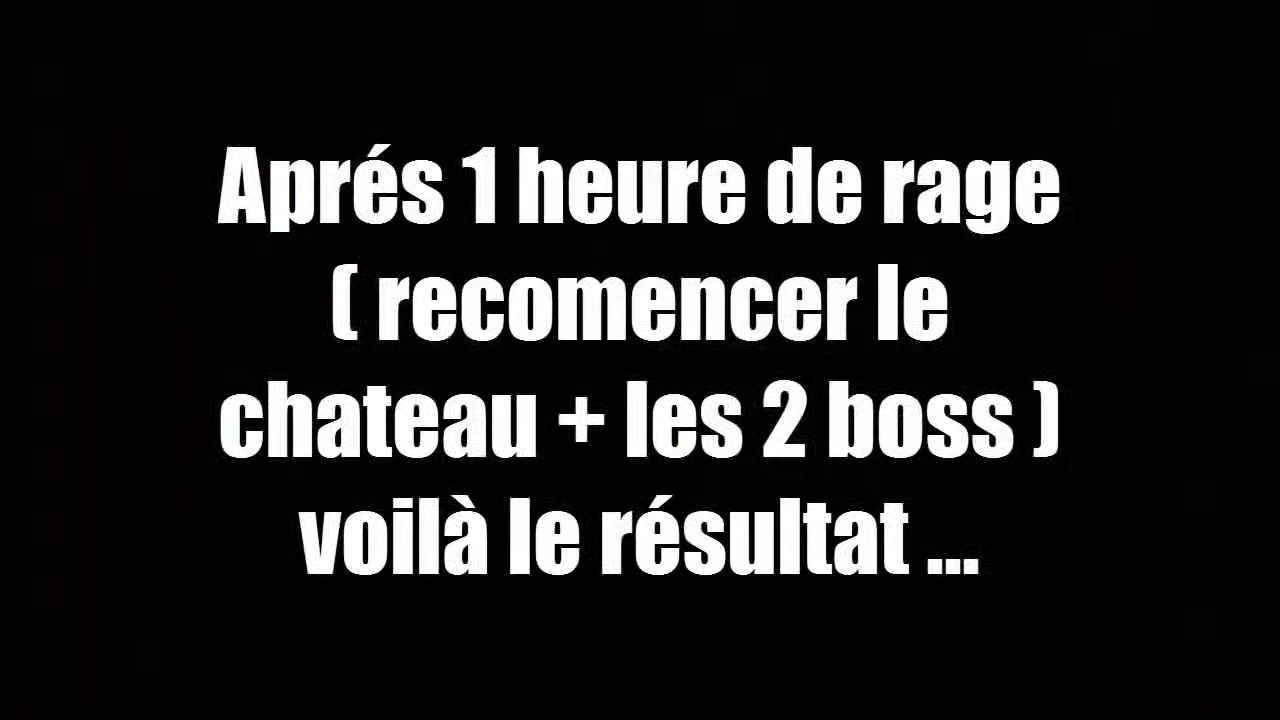 Aprés 1 heure de rage
( recomencer le
chateau + les 2 boss )
voilà le résultat ...